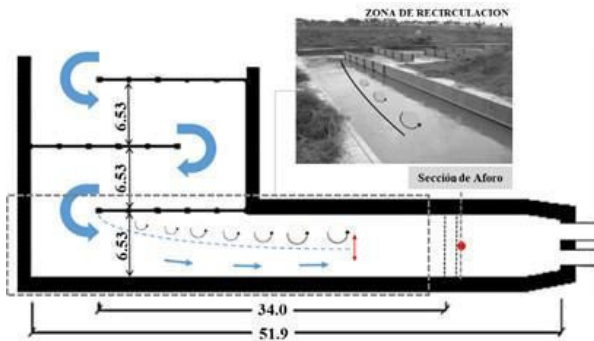 ZONA DE RECIRCULACION
6.53
6.53
6.53
Sección de Aforo
34.0
51.9